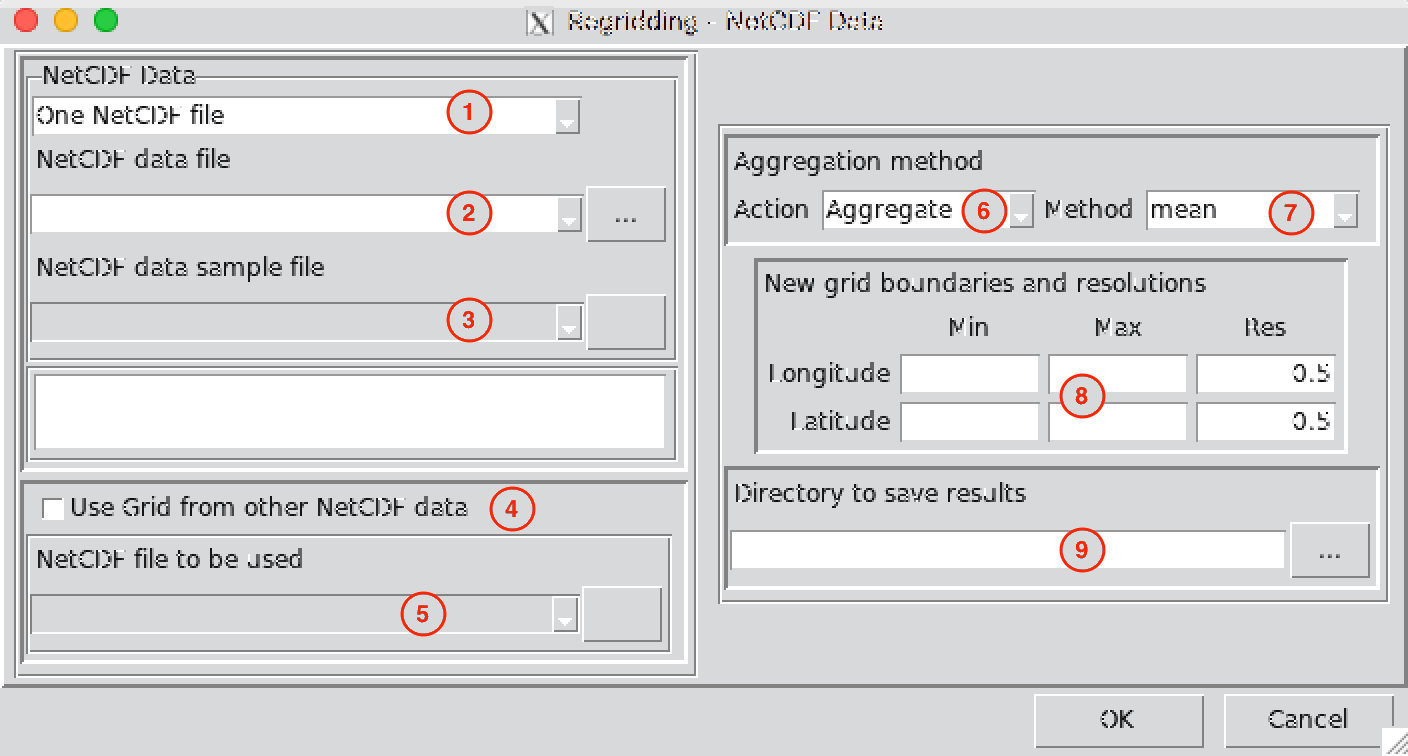 Regridding - NetCDF Data
NetCDF Data
One NetCDF file 1
NetCDF data file
2 ...
NetCDF data sample file
3
4 Use Grid from other NetCDF data
NetCDF file to be used
5
Aggregation method
Action Aggregate 6 Method mean 7
New grid boundaries and resolutions
Min Max Res
Longitude 0.5
8
Latitude 0.5
Directory to save results
9 ...
OK Cancel